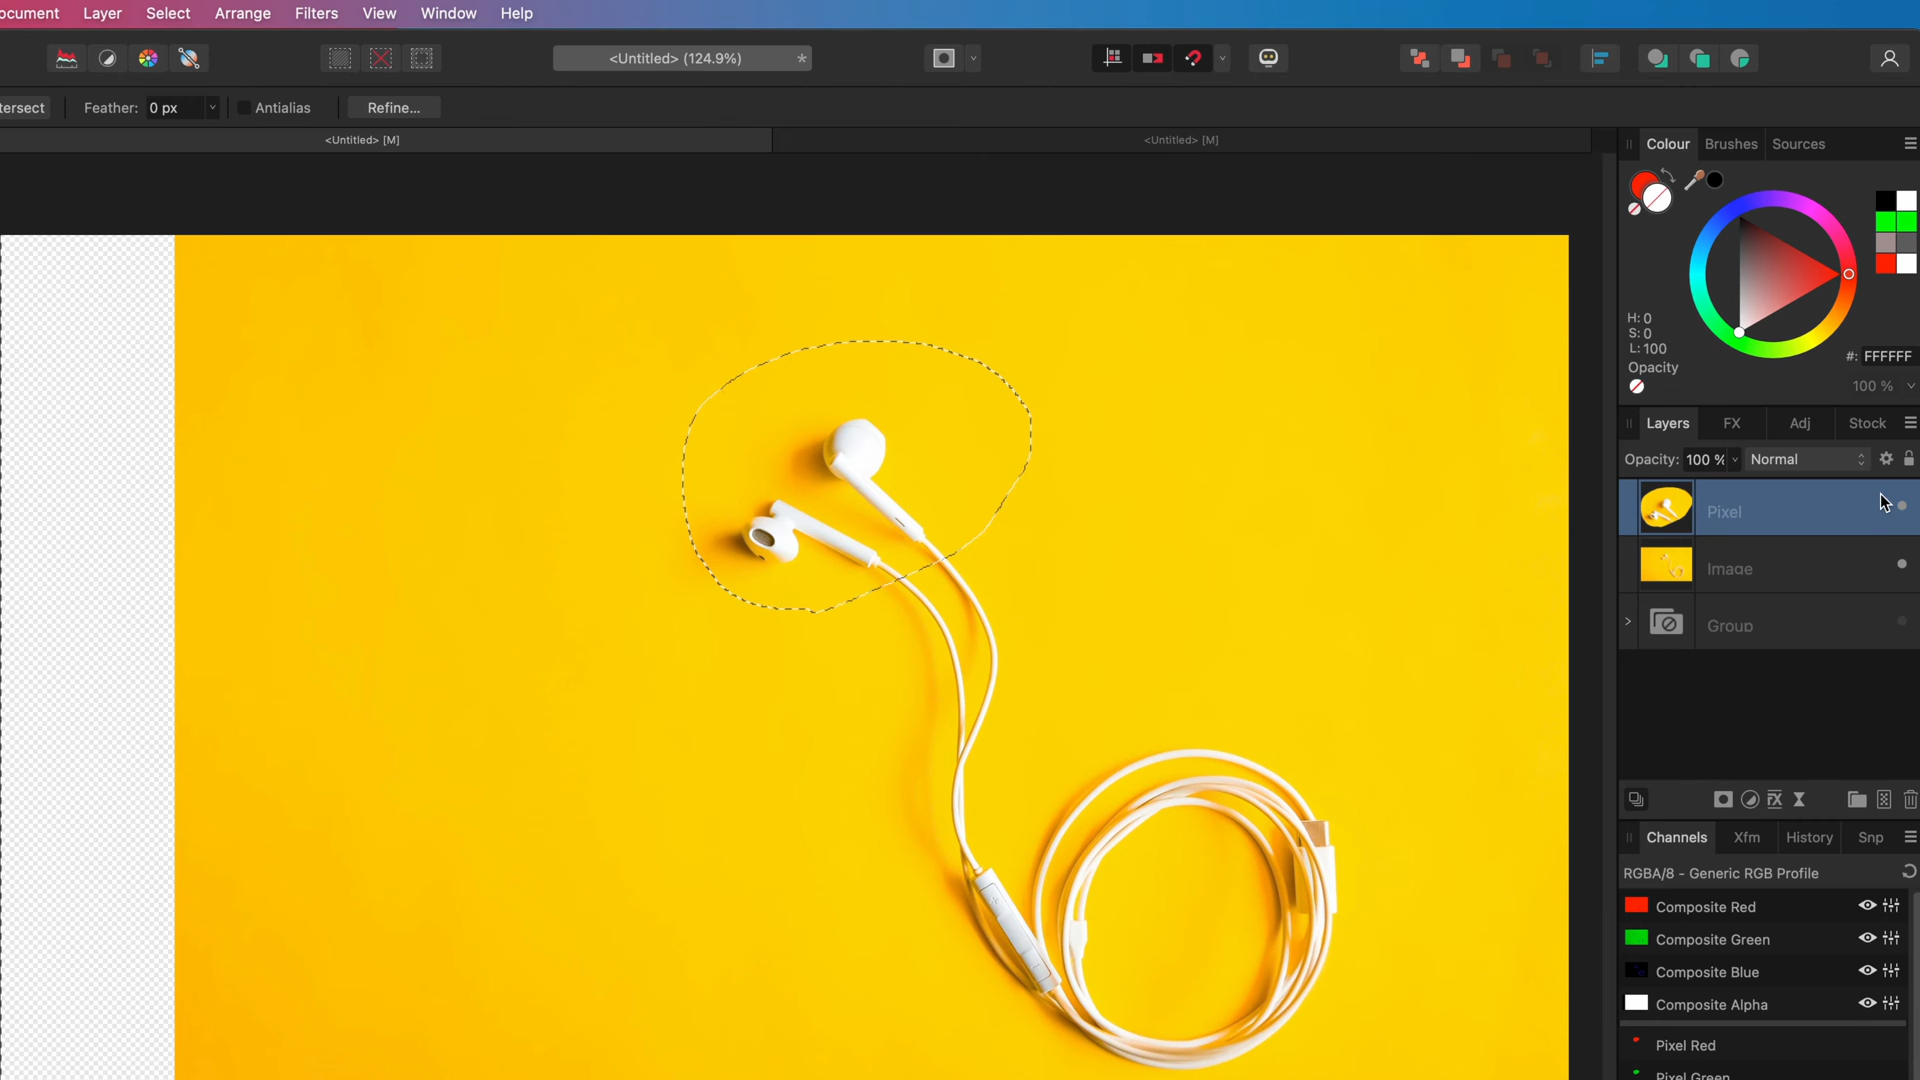 ocument Layer Select Arrange Filters View Window Help
<Untitled> (124.9%) *
tersect Feather: 0 px Antialias Refine...
<Untitled> [M] <Untitled> [M]
Colour Brushes Sources
H: 0
S: 0
L: 100
#: FFFFFF
Opacity
100 %
Layers FX Adj Stock
Opacity: 100 % Normal
Pixel
Image
Group
Channels Xfm History Snp
RGBA/8 - Generic RGB Profile
Composite Red
Composite Green
Composite Blue
Composite Alpha
Pixel Red
Pixel Green